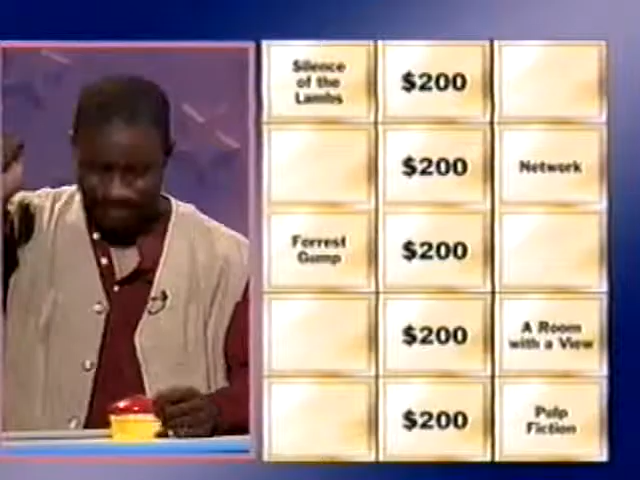 Silence
of the
Lambs
$200
$200
Network
Forrest
Gump
$200
$200
A Room
with a View
$200
Pulp
Fiction